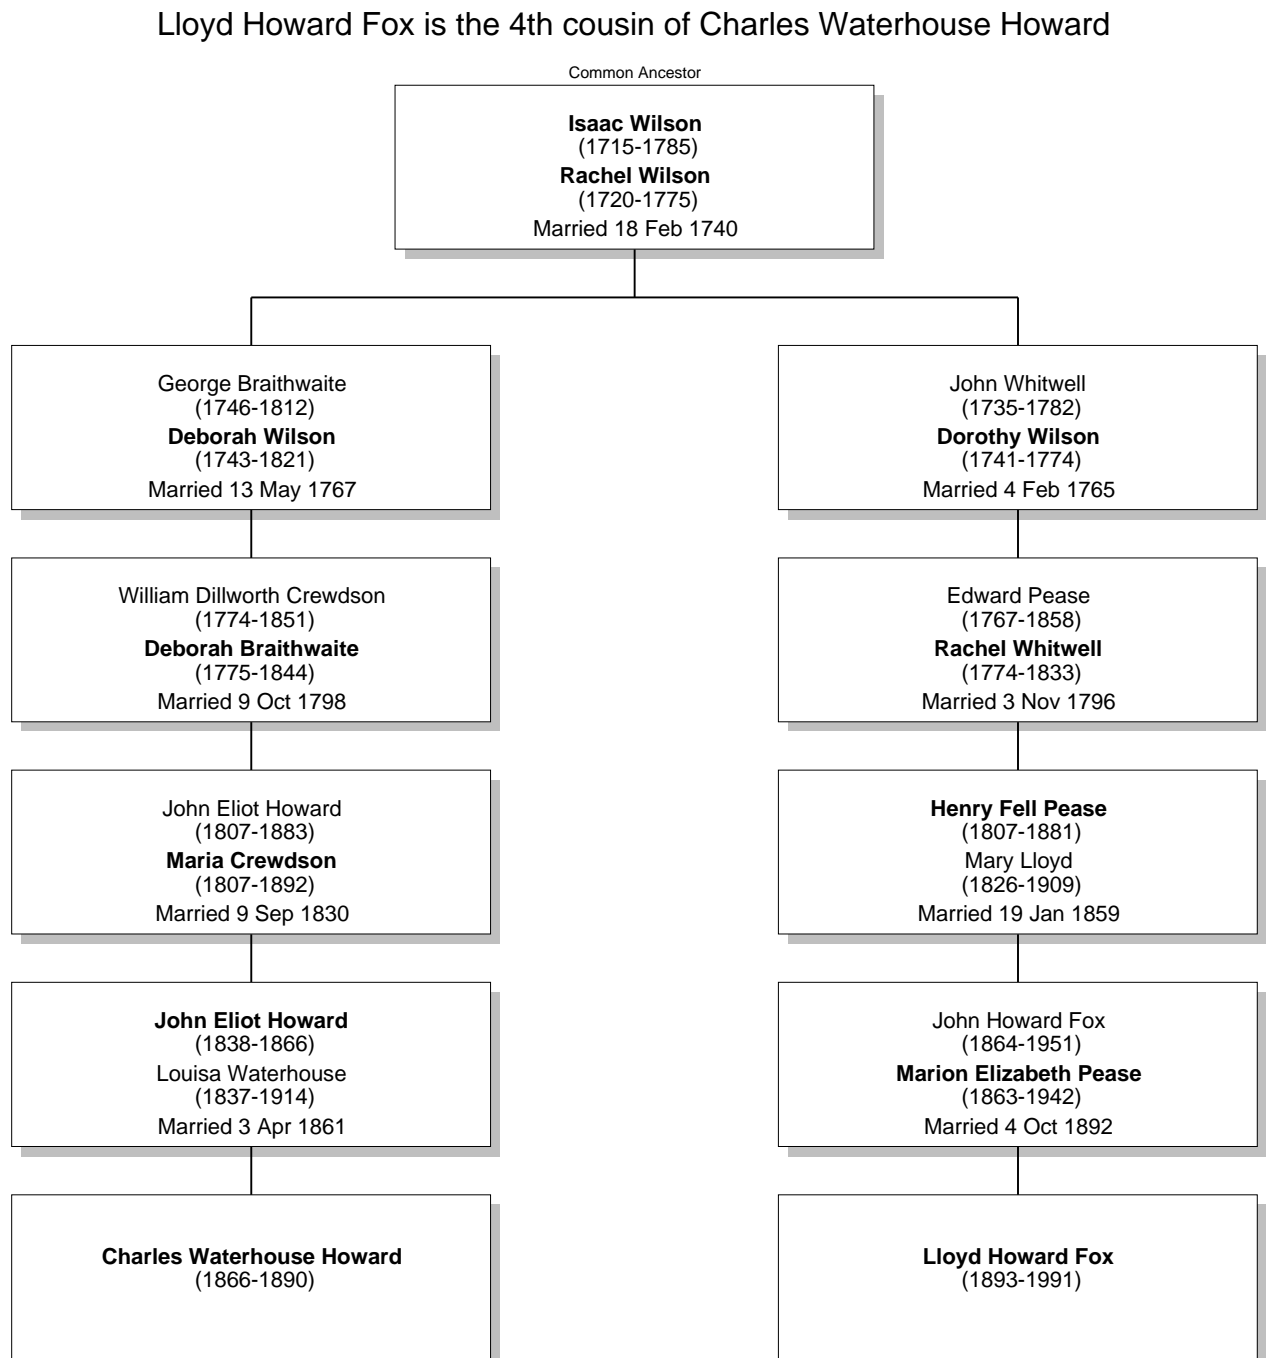 Lloyd Howard Fox is the 4th cousin of Charles Waterhouse Howard
Common Ancestor
Isaac Wilson
(1715-1785)
Rachel Wilson
(1720-1775)
Married 18 Feb 1740
George Braithwaite
(1746-1812)
Deborah Wilson
(1743-1821)
Married 13 May 1767
John Whitwell
(1735-1782)
Dorothy Wilson
(1741-1774)
Married 4 Feb 1765
William Dillworth Crewdson
(1774-1851)
Deborah Braithwaite
(1775-1844)
Married 9 Oct 1798
Edward Pease
(1767-1858)
Rachel Whitwell
(1774-1833)
Married 3 Nov 1796
John Eliot Howard
(1807-1883)
Maria Crewdson
(1807-1892)
Married 9 Sep 1830
Henry Fell Pease
(1807-1881)
Mary Lloyd
(1826-1909)
Married 19 Jan 1859
John Eliot Howard
(1838-1866)
Louisa Waterhouse
(1837-1914)
Married 3 Apr 1861
John Howard Fox
(1864-1951)
Marion Elizabeth Pease
(1863-1942)
Married 4 Oct 1892
Charles Waterhouse Howard
(1866-1890)
Lloyd Howard Fox
(1893-1991)